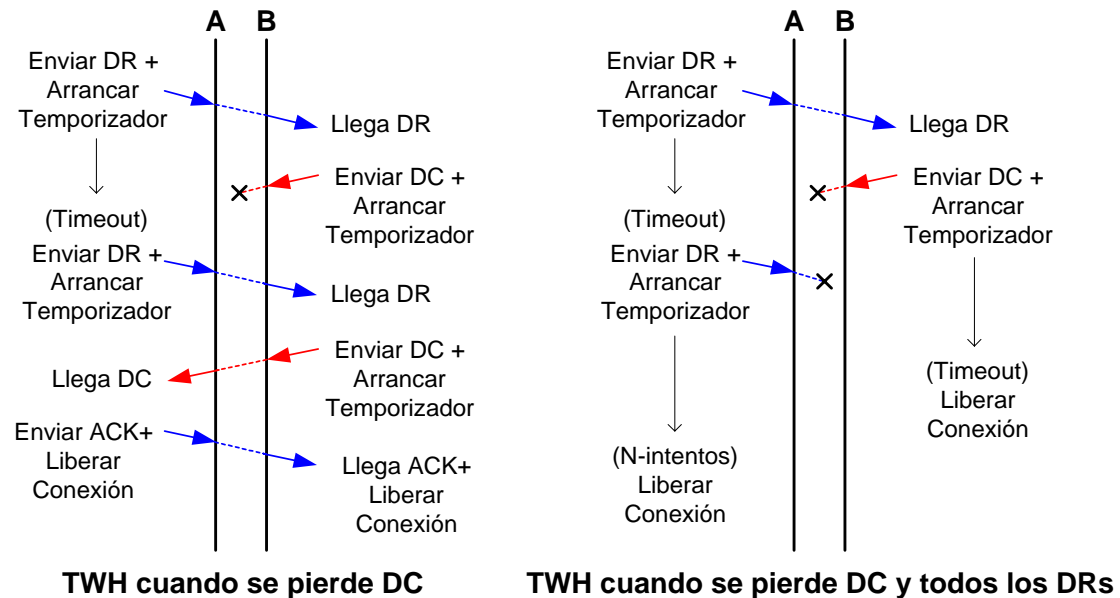 A B
Enviar DR +
Arrancar
Temporizador
Llega DR
Enviar DC +
Arrancar
Temporizador
(Timeout)
Enviar DR +
Arrancar
Temporizador
Llega DR
Enviar DC +
Arrancar
Temporizador
Llega DC
Enviar ACK+
Liberar
Conexión
Llega ACK+
Liberar
Conexión
TWH cuando se pierde DC
A B
Enviar DR +
Arrancar
Temporizador
Llega DR
Enviar DC +
Arrancar
Temporizador
(Timeout)
Enviar DR +
Arrancar
Temporizador
(Timeout)
Liberar
Conexión
(N-intentos)
Liberar
Conexión
TWH cuando se pierde DC y todos los DRs